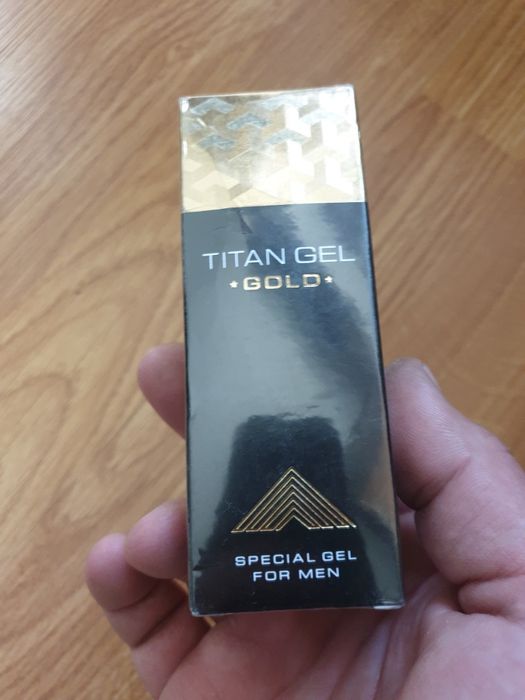 TITAN GEL
★GOLD★
SPECIAL GEL
FOR MEN